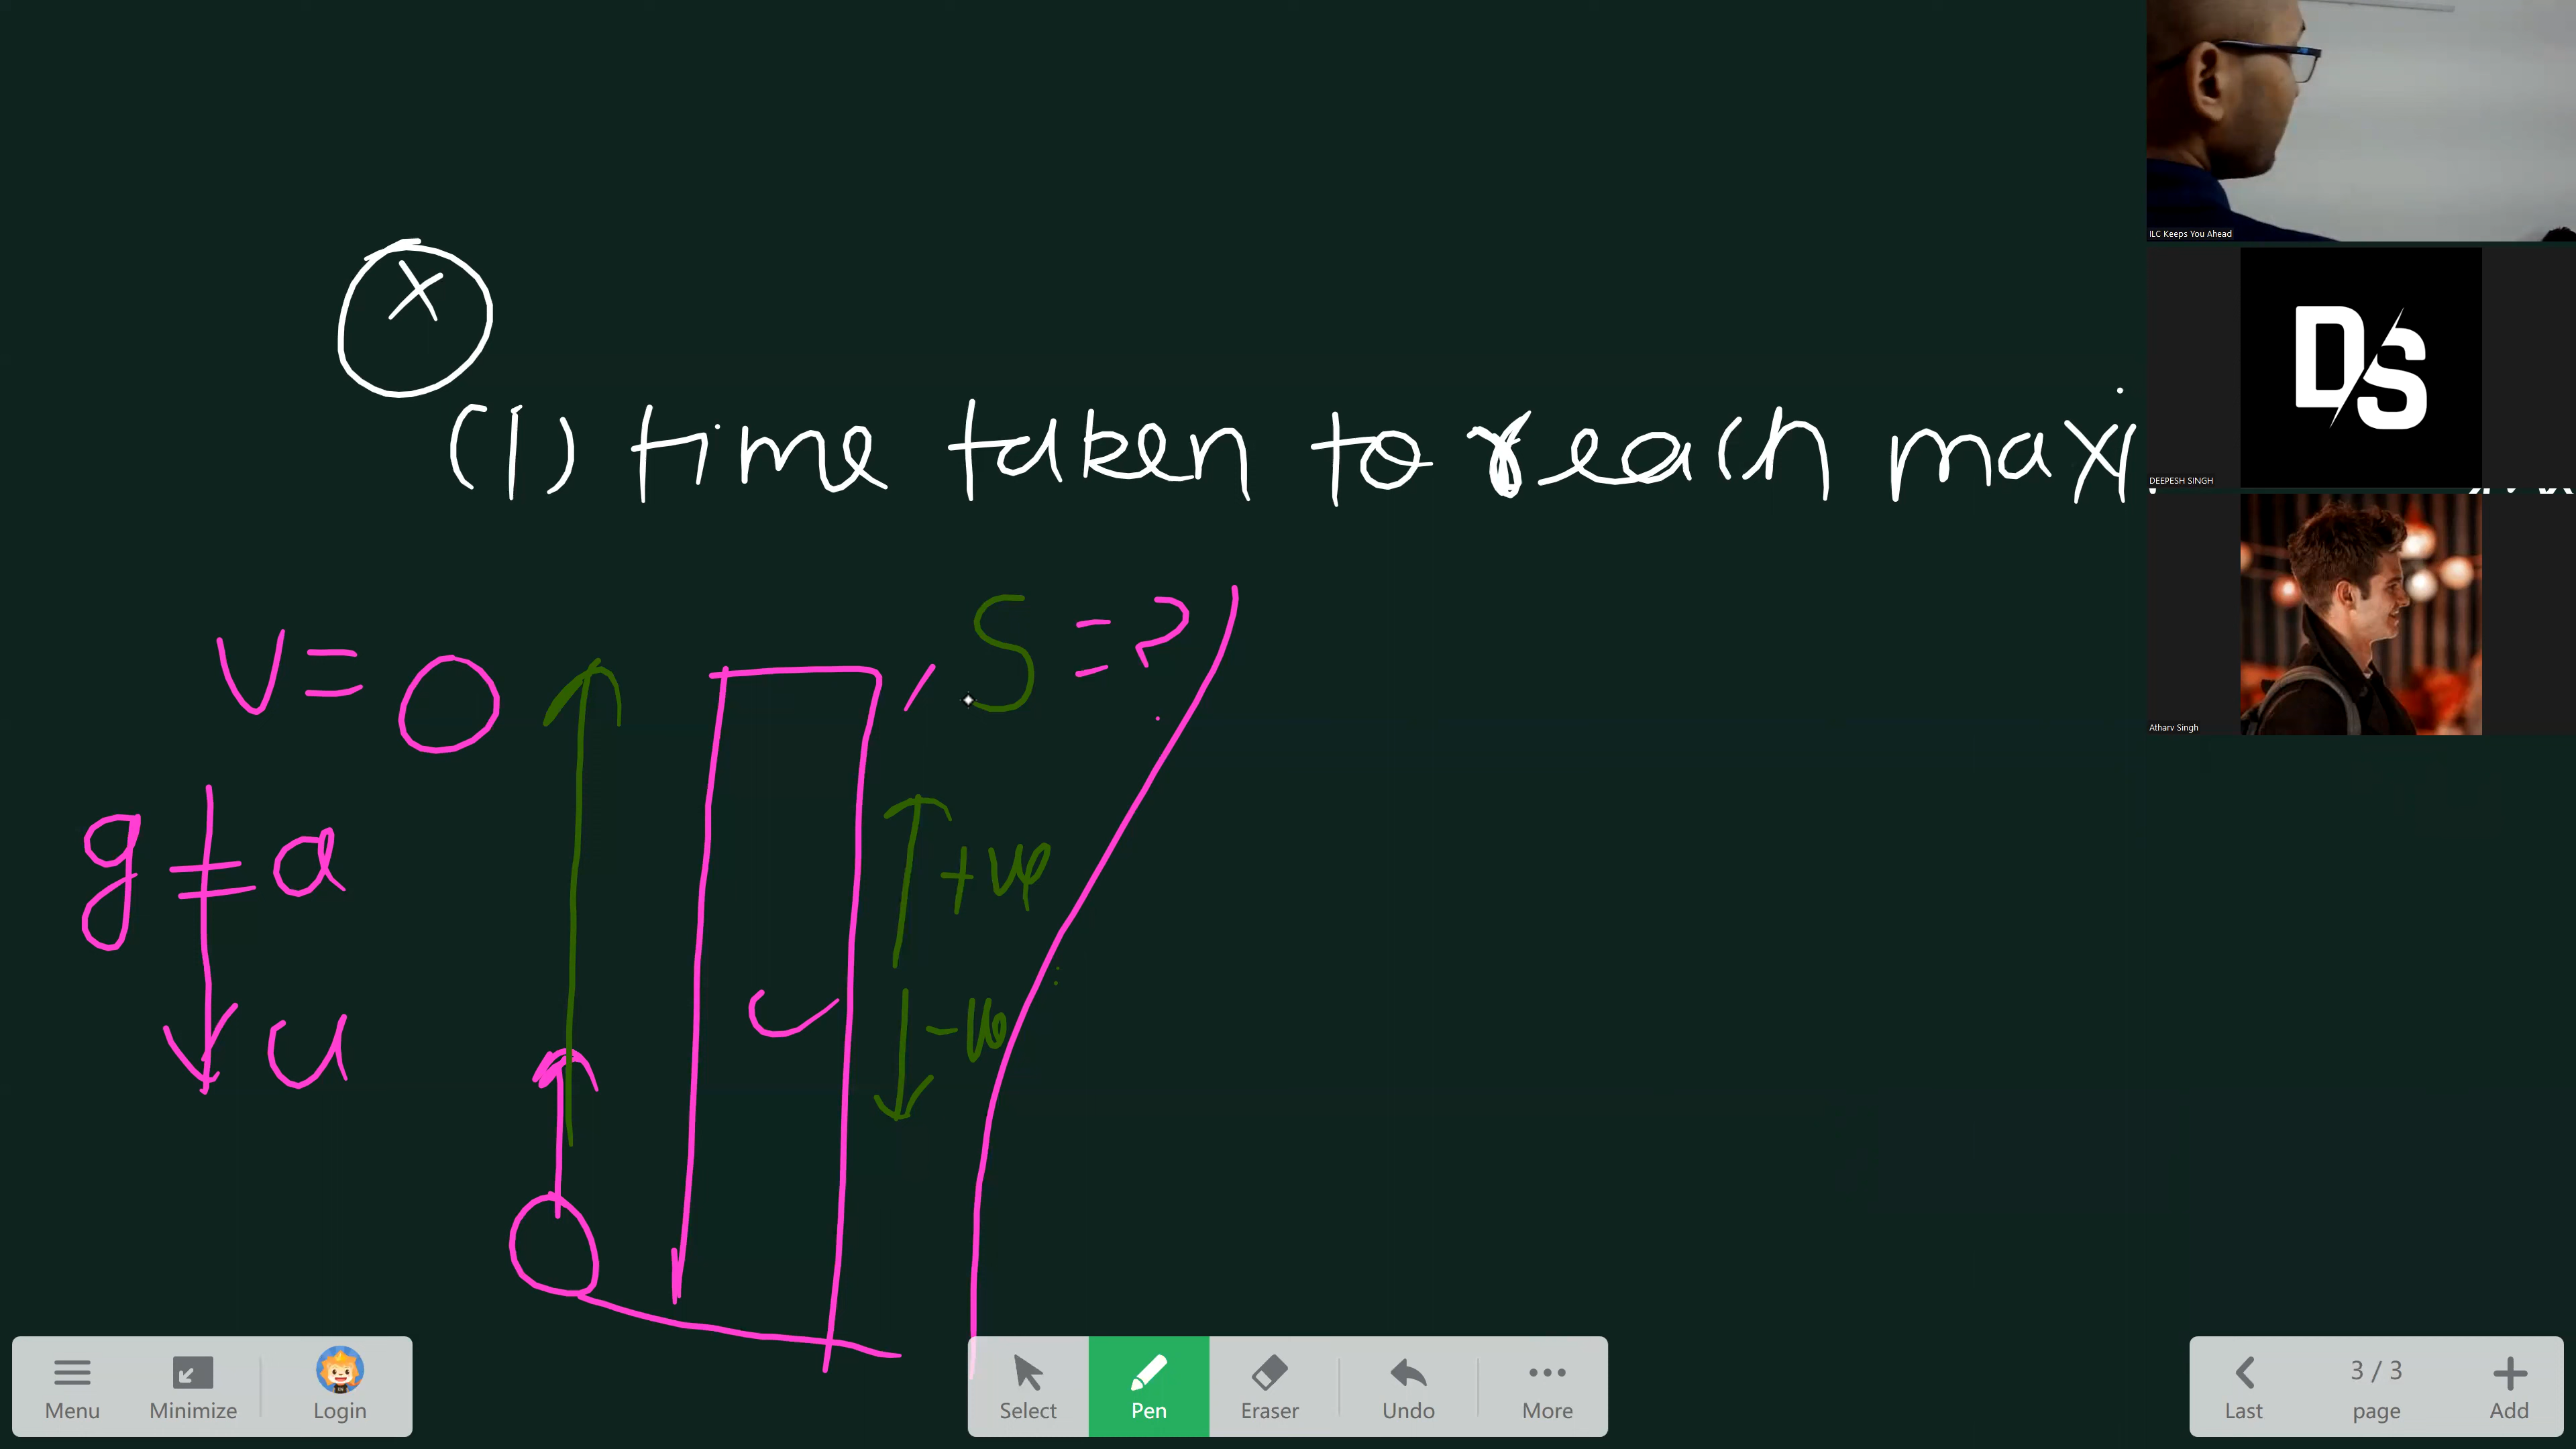 X
(1) time taken to reach maxi
V = 0
, S = ?
g = a
+ve
- ve
u
ILC Keeps You Ahead
DS
DEEPESH SINGH
Atharv Singh
Menu
Minimize
Login
Select
Pen
Eraser
Undo
More
Last
3 / 3
page
Add